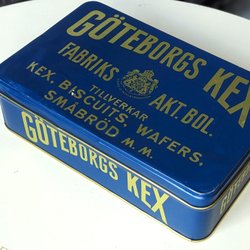 GÖTEBORGS KEX
FABRIKS AKT. BOL.
TILLVERKAR
KEX, BISCUITS, WAFERS,
SMÅBRÖD M.M.
GÖTEBORGS KEX